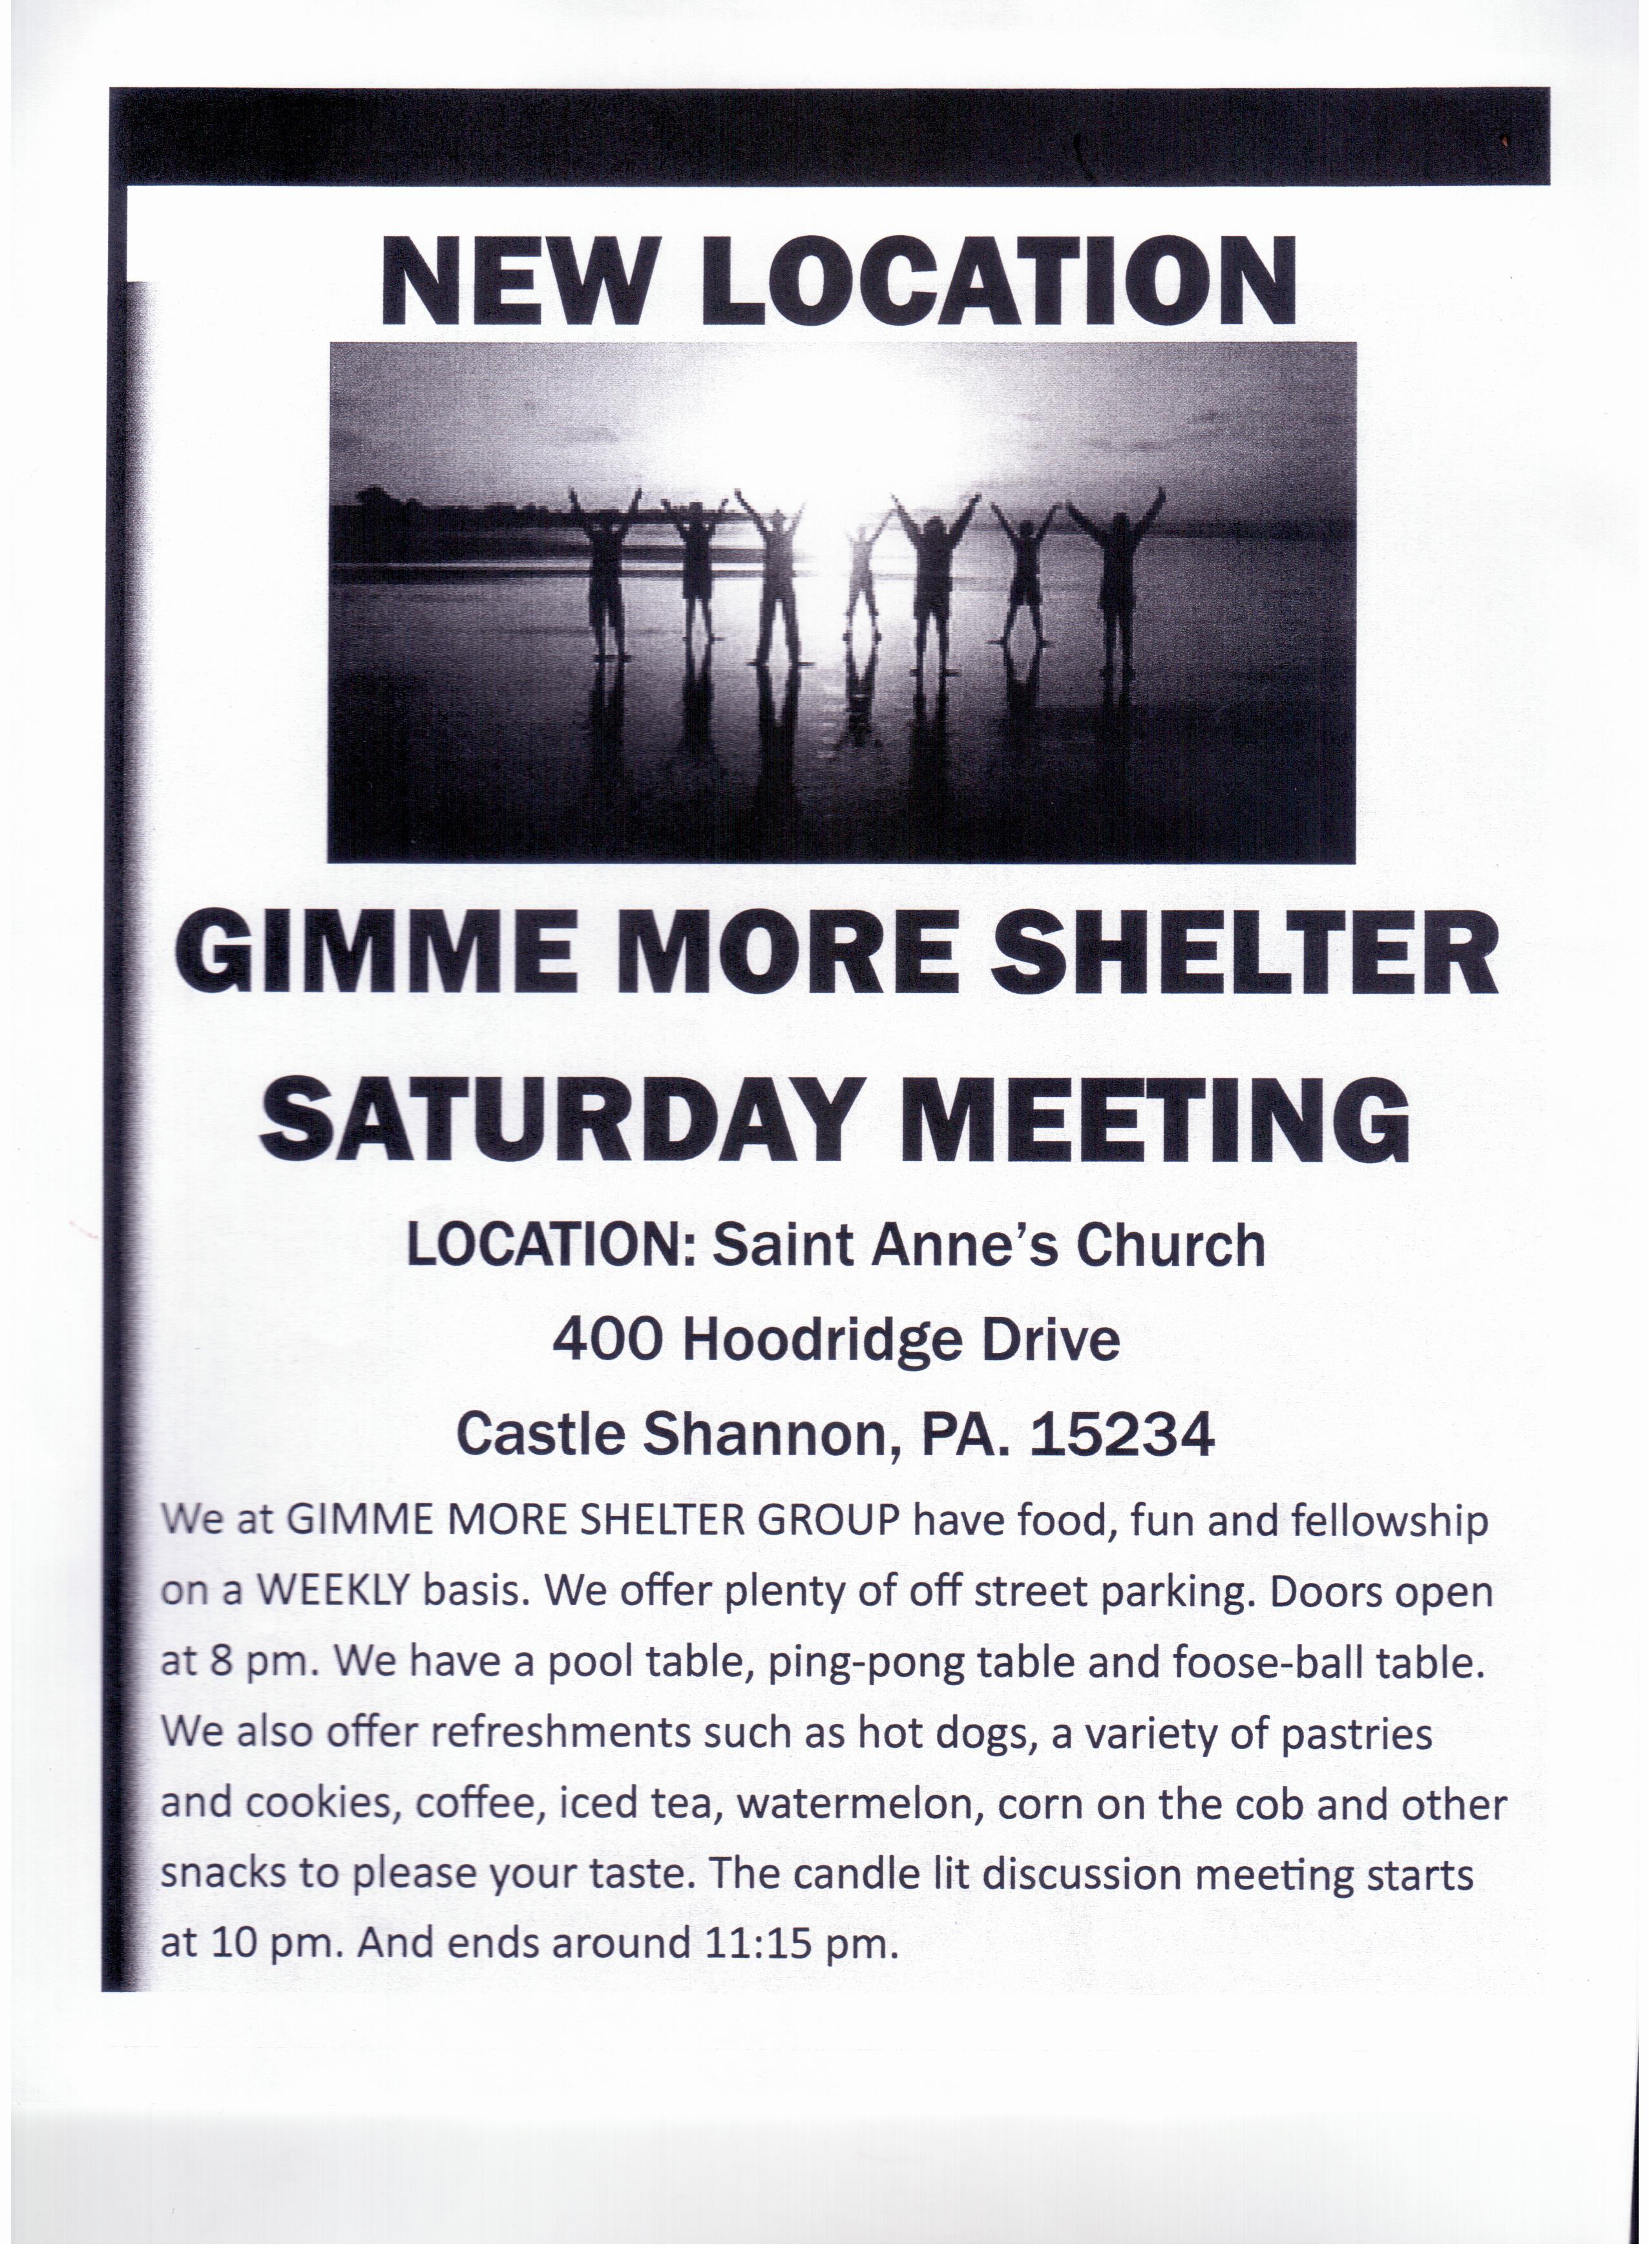 NEW LOCATION
GIMME MORE SHELTER
SATURDAY MEETING
LOCATION: Saint Anne’s Church
400 Hoodridge Drive
Castle Shannon, PA. 15234
We at GIMME MORE SHELTER GROUP have food, fun and fellowship
on a WEEKLY basis. We offer plenty of off street parking. Doors open
at 8 pm. We have a pool table, ping-pong table and foose-ball table.
We also offer refreshments such as hot dogs, a variety of pastries
and cookies, coffee, iced tea, watermelon, corn on the cob and other
snacks to please your taste. The candle lit discussion meeting starts
at 10 pm. And ends around 11:15 pm.